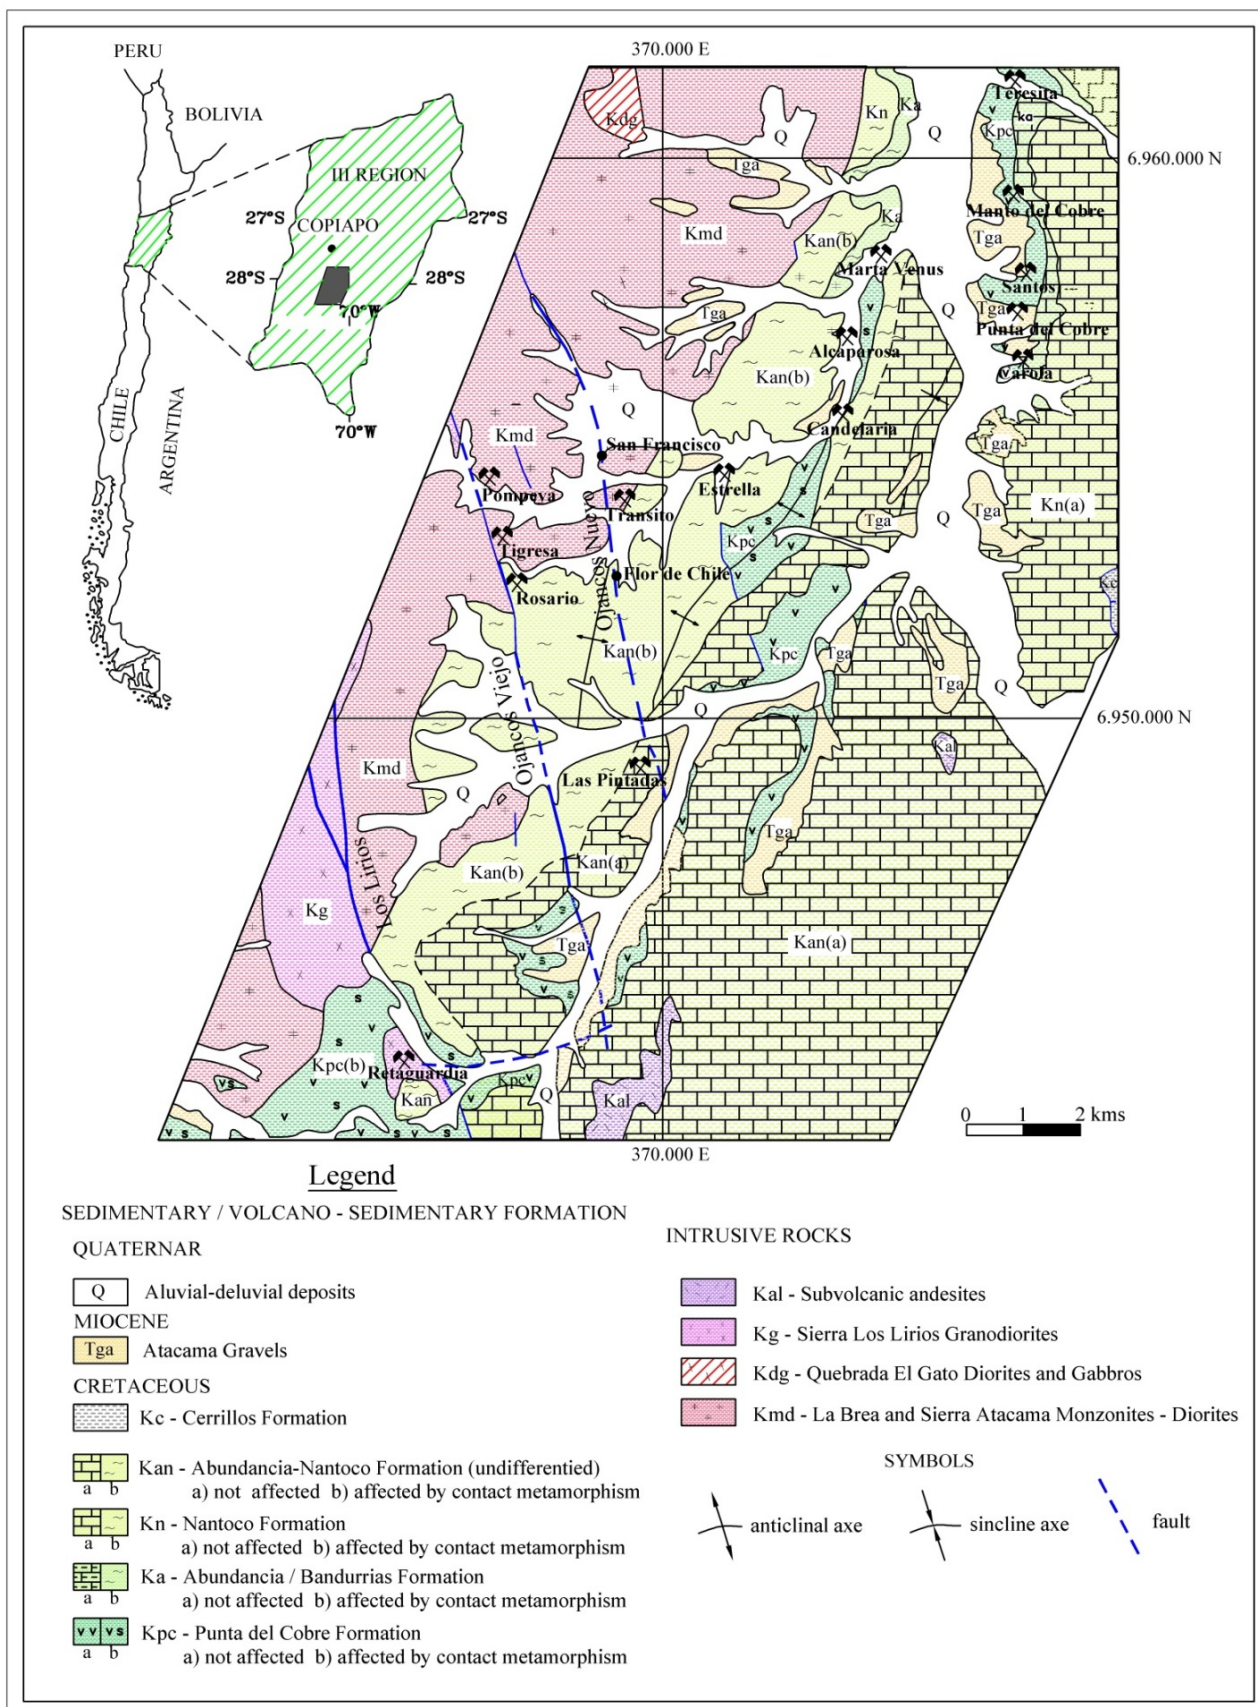 370.000 E
PERU
BOLIVIA
III REGION
27°S
27°S
COPIAPO
28°S
28°S
70°W
70°W
CHILE
ARGENTINA
Kdg
Q
Kn
Ka
Q
Teresita
Kpc
ka
6.960.000 N
Tga
Manto del Cobre
Ka
Kmd
Kan(b)
Tga
Marta Venus
Santos
Tga
Tga
Q
Punta del Cobre
Alcaparosa
Carola
Kan(b)
Q
Candelaria
Kmd
San Francisco
Tga
Pompeya
Estrella
Transito
Kn(a)
Tga
Tga
Q
Ojancos Nuevo
Kpc
Tigresa
Flor de Chile
Rosario
Kc
Kan(b)
Kpc
Tga
Tga
Ojancos Viejo
Q
Q
6.950.000 N
Kal
Kmd
Las Pintadas
Q
Tga
Kan(a)
Kan(b)
Los Lirios
Kg
Tga
Kan(a)
Kpc(b)
Retaguardia
Kpc
Kan
Q
Kal
0 1 2 kms
370.000 E
Legend
SEDIMENTARY / VOLCANO - SEDIMENTARY FORMATION
QUATERNAR
Q Aluvial-deluvial deposits
MIOCENE
Tga Atacama Gravels
CRETACEOUS
Kc - Cerrillos Formation
Kan - Abundancia-Nantoco Formation (undifferentied)
a b a) not affected b) affected by contact metamorphism
Kn - Nantoco Formation
a b a) not affected b) affected by contact metamorphism
Ka - Abundancia / Bandurrias Formation
a b a) not affected b) affected by contact metamorphism
Kpc - Punta del Cobre Formation
a b a) not affected b) affected by contact metamorphism
INTRUSIVE ROCKS
Kal - Subvolcanic andesites
Kg - Sierra Los Lirios Granodiorites
Kdg - Quebrada El Gato Diorites and Gabbros
Kmd - La Brea and Sierra Atacama Monzonites - Diorites
SYMBOLS
anticlinal axe
sincline axe
fault